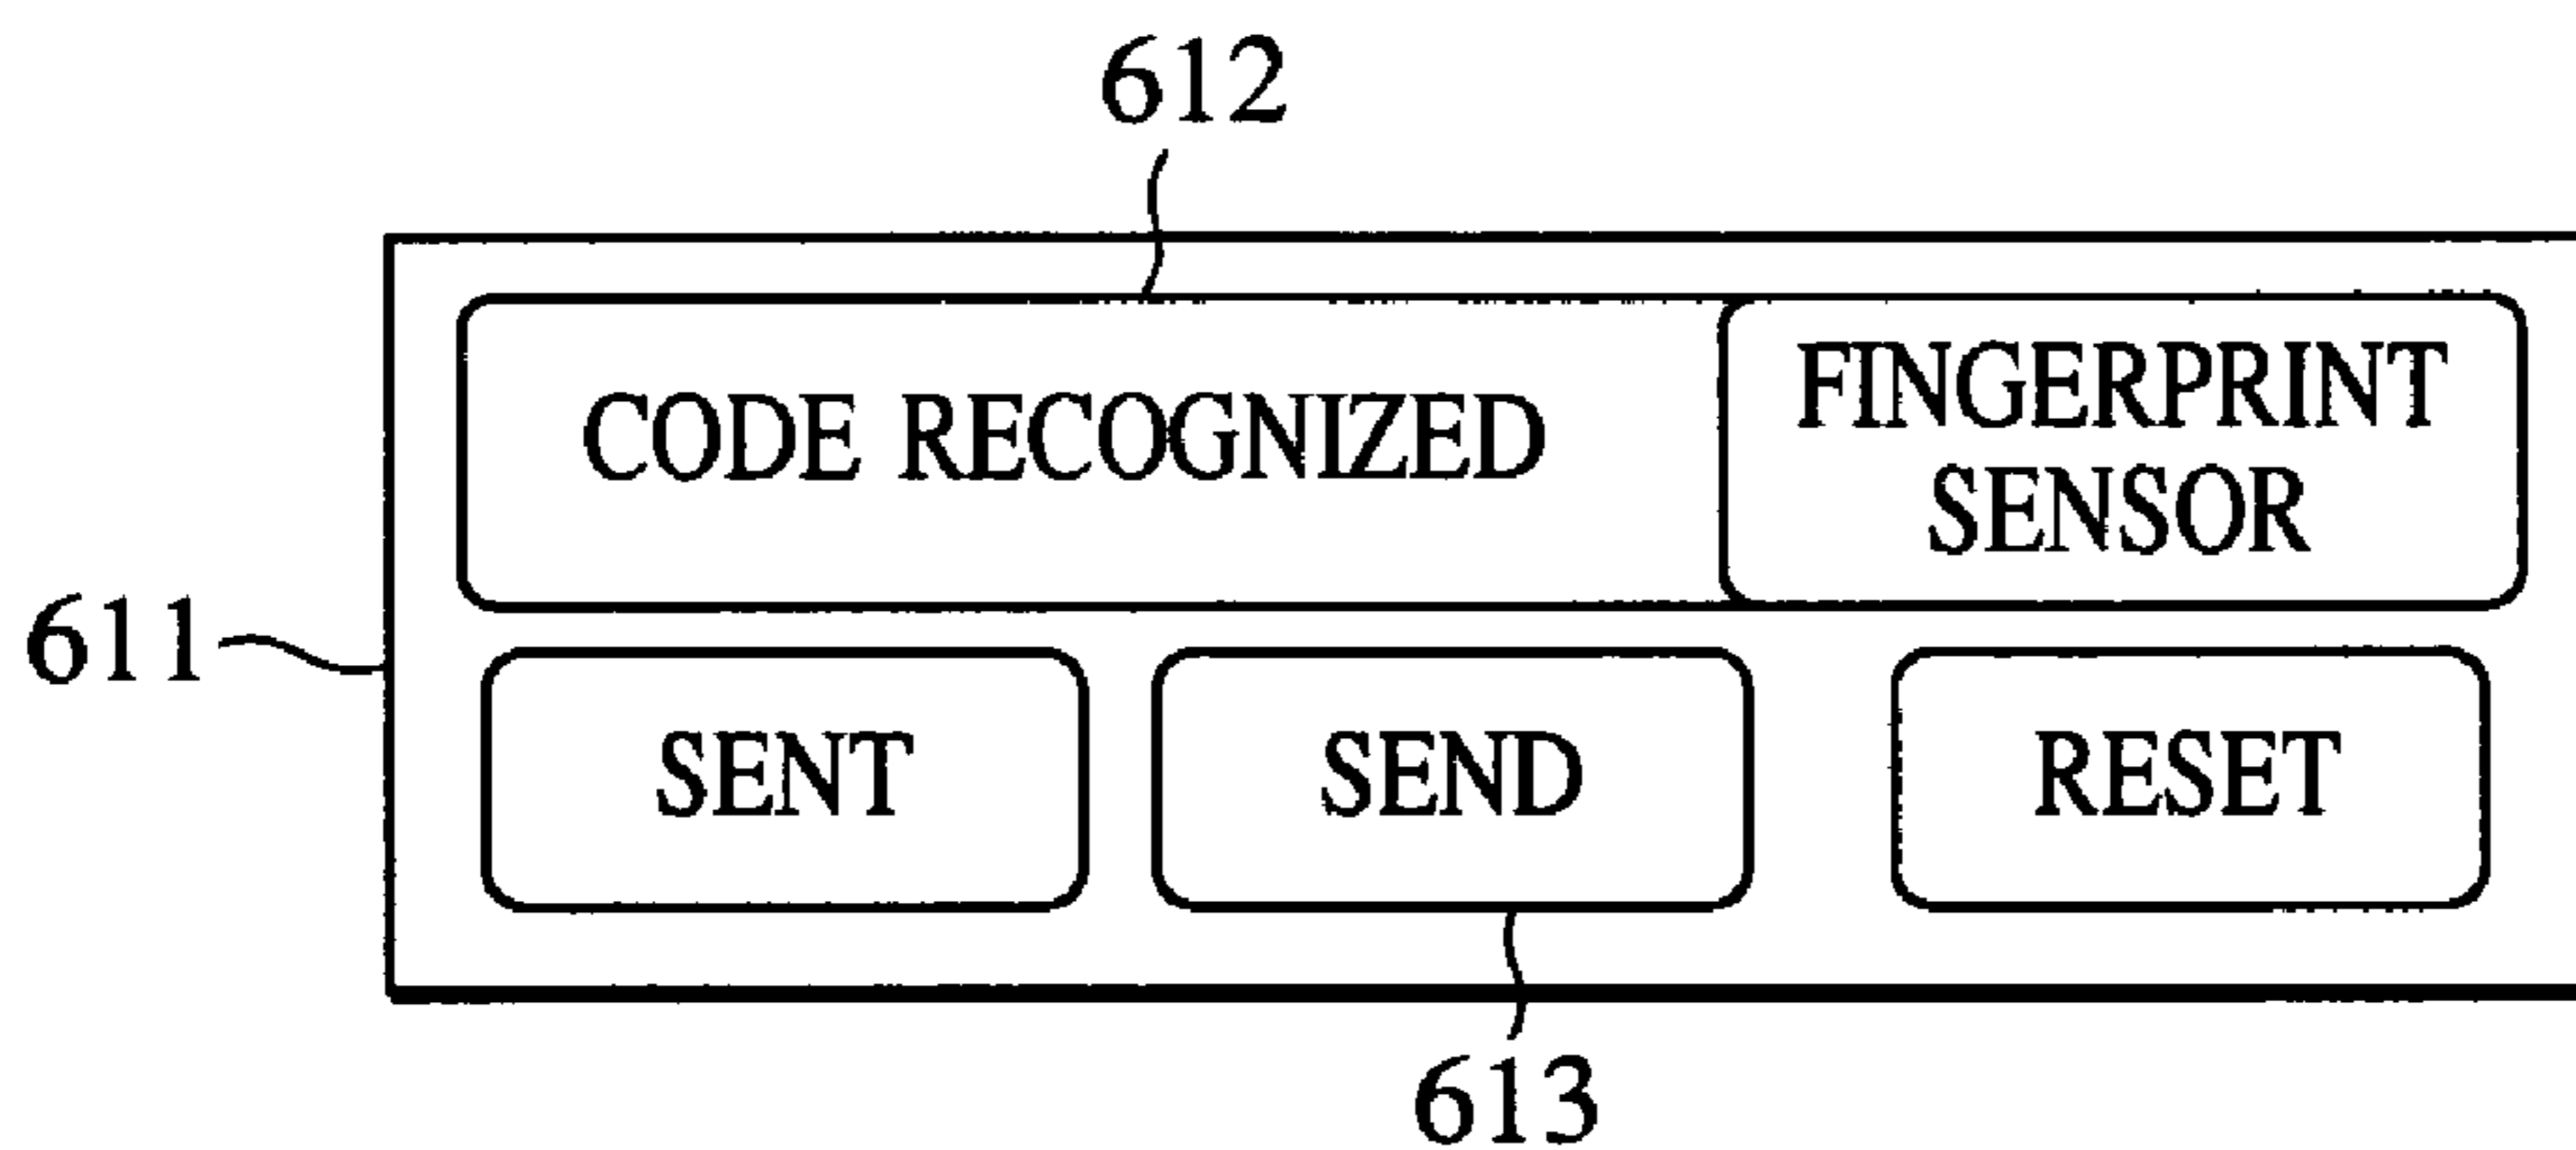 612
CODE RECOGNIZED
FINGERPRINT
SENSOR
611
SENT
SEND
RESET
613